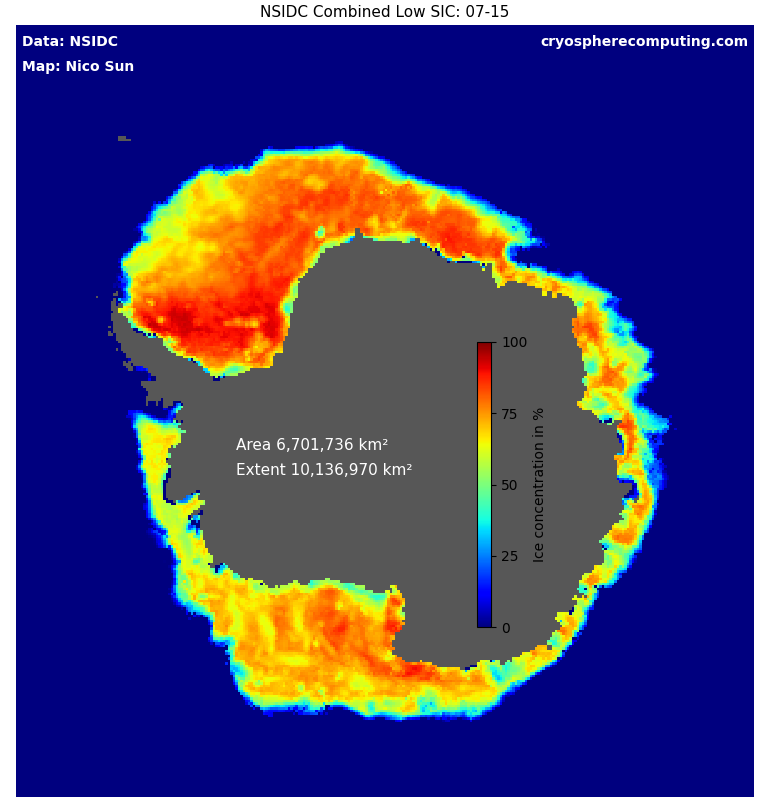 NSIDC Combined Low SIC: 07-15
Data: NSIDC
cryospherecomputing.com
Map: Nico Sun
100
75
50
25
0
Ice concentration in %
Area 6,701,736 km²
Extent 10,136,970 km²